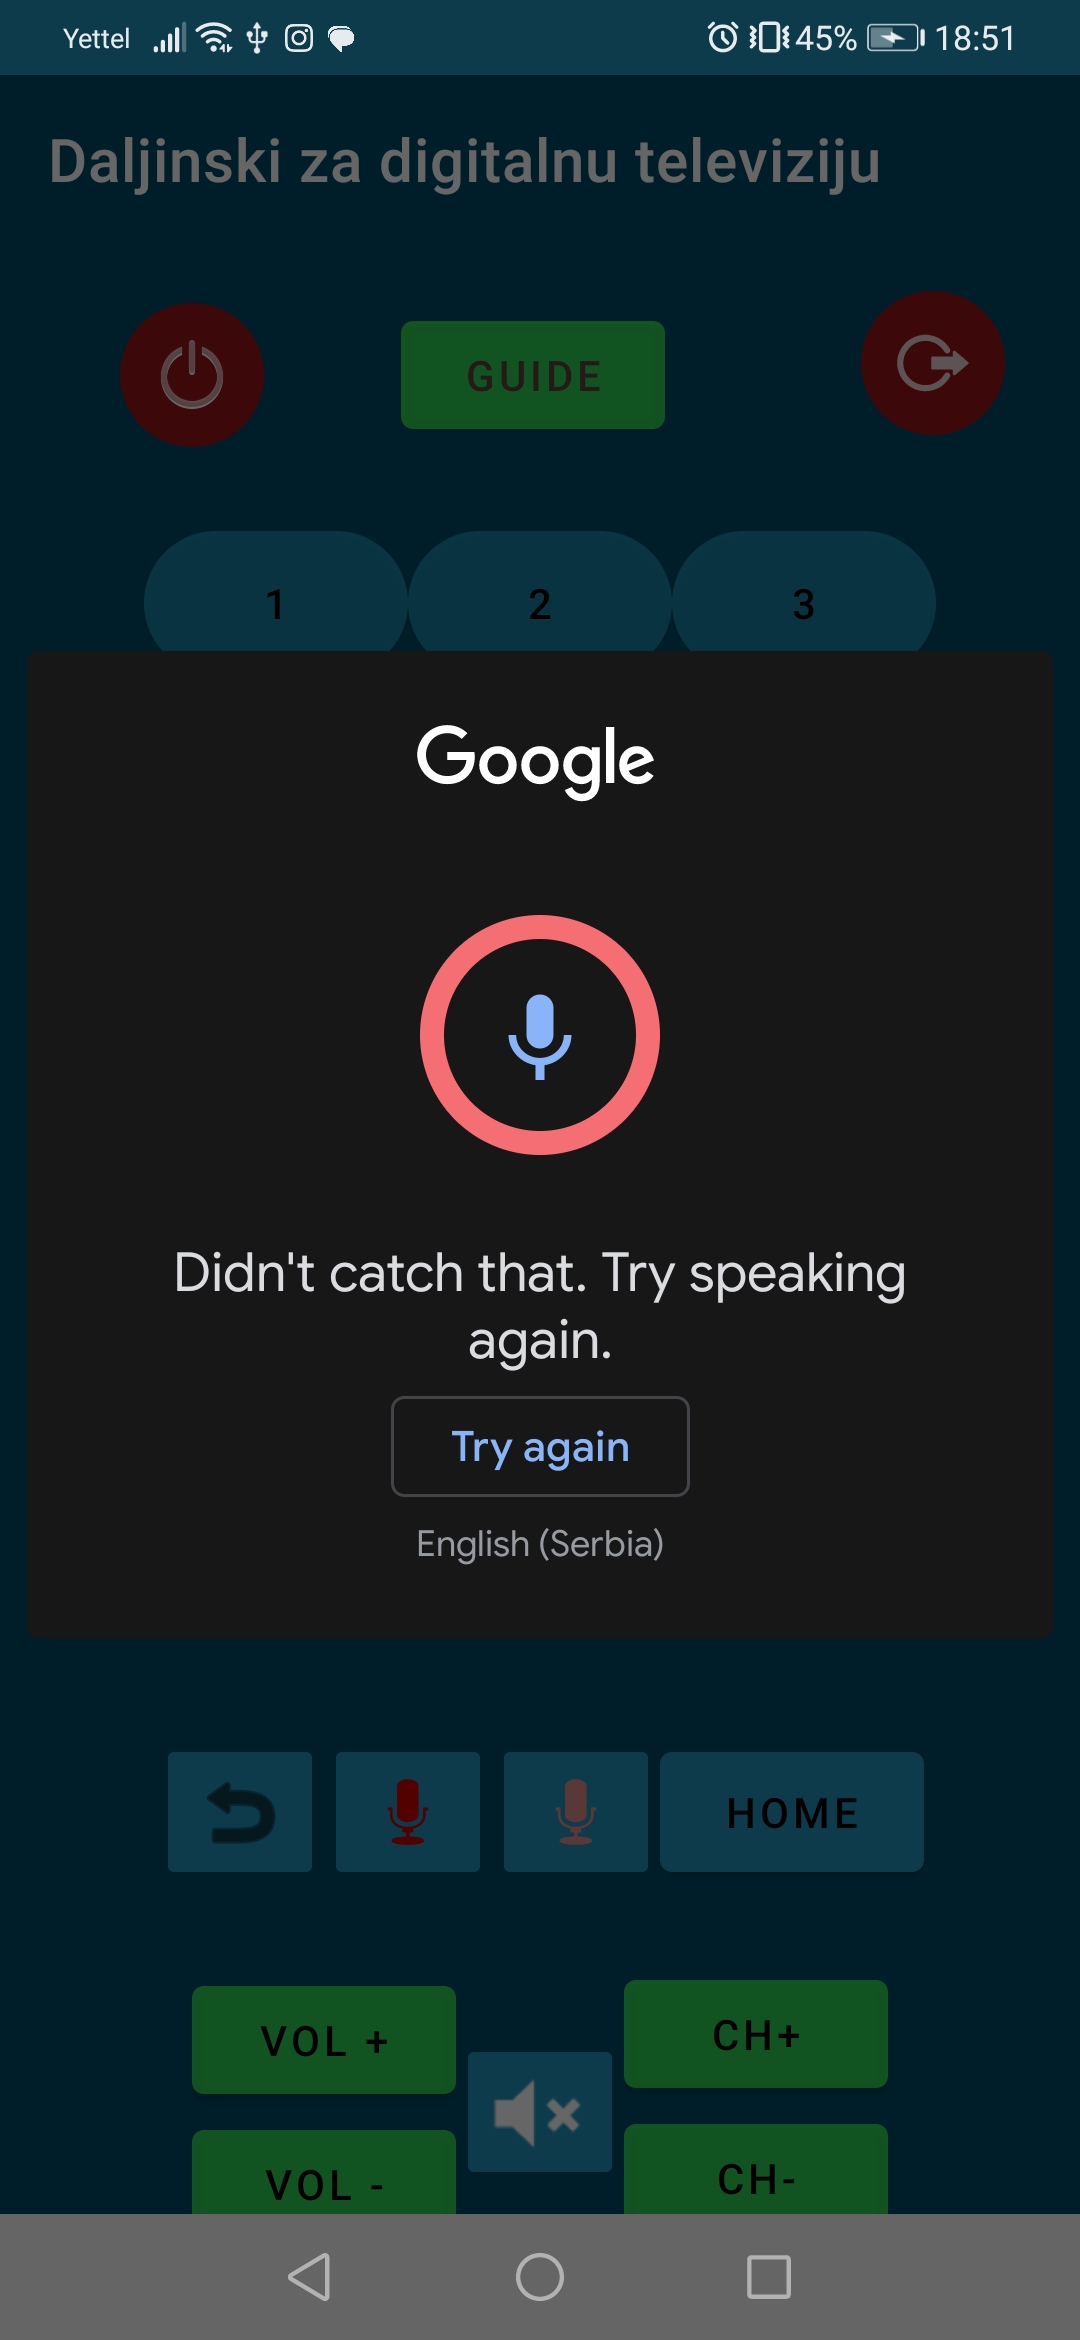 Yettel 45% 18:51
Daljinski za digitalnu televiziju
GUIDE
1 2 3
Google
Didn't catch that. Try speaking
again.
Try again
English (Serbia)
HOME
VOL + CH+
VOL - CH-